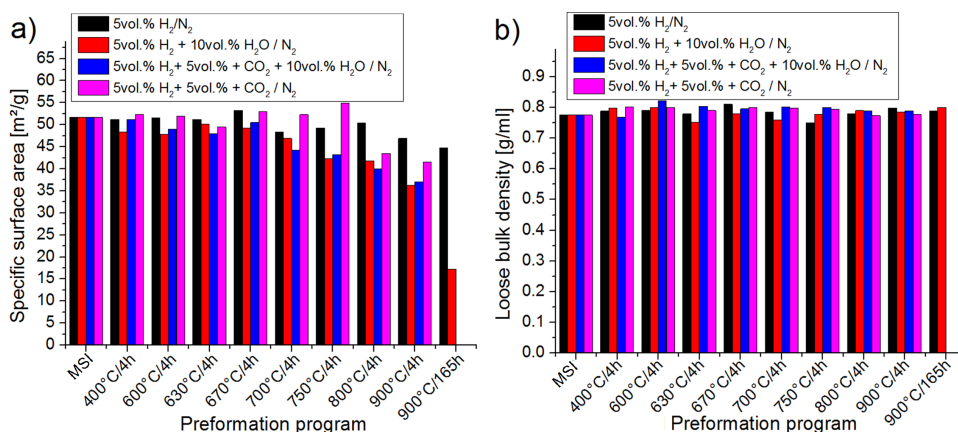 a)
5vol.% H₂/N₂
5vol.% H₂ + 10vol.% H₂O / N₂
5vol.% H₂+ 5vol.% + CO₂ + 10vol.% H₂O / N₂
5vol.% H₂+ 5vol.% + CO₂ / N₂
Specific surface area [m²/g]
65
60
55
50
45
40
35
30
25
20
15
10
5
0
MSI
400°C/4h
600°C/4h
630°C/4h
670°C/4h
700°C/4h
750°C/4h
800°C/4h
900°C/4h
900°C/165h
Preformation program
b)
5vol.% H₂/N₂
5vol.% H₂ + 10vol.% H₂O / N₂
5vol.% H₂+ 5vol.% + CO₂ + 10vol.% H₂O / N₂
5vol.% H₂+ 5vol.% + CO₂ / N₂
Loose bulk density [g/ml]
0.9
0.8
0.7
0.6
0.5
0.4
0.3
0.2
0.1
0.0
MSI
400°C/4h
600°C/4h
630°C/4h
670°C/4h
700°C/4h
750°C/4h
800°C/4h
900°C/4h
900°C/165h
Preformation program